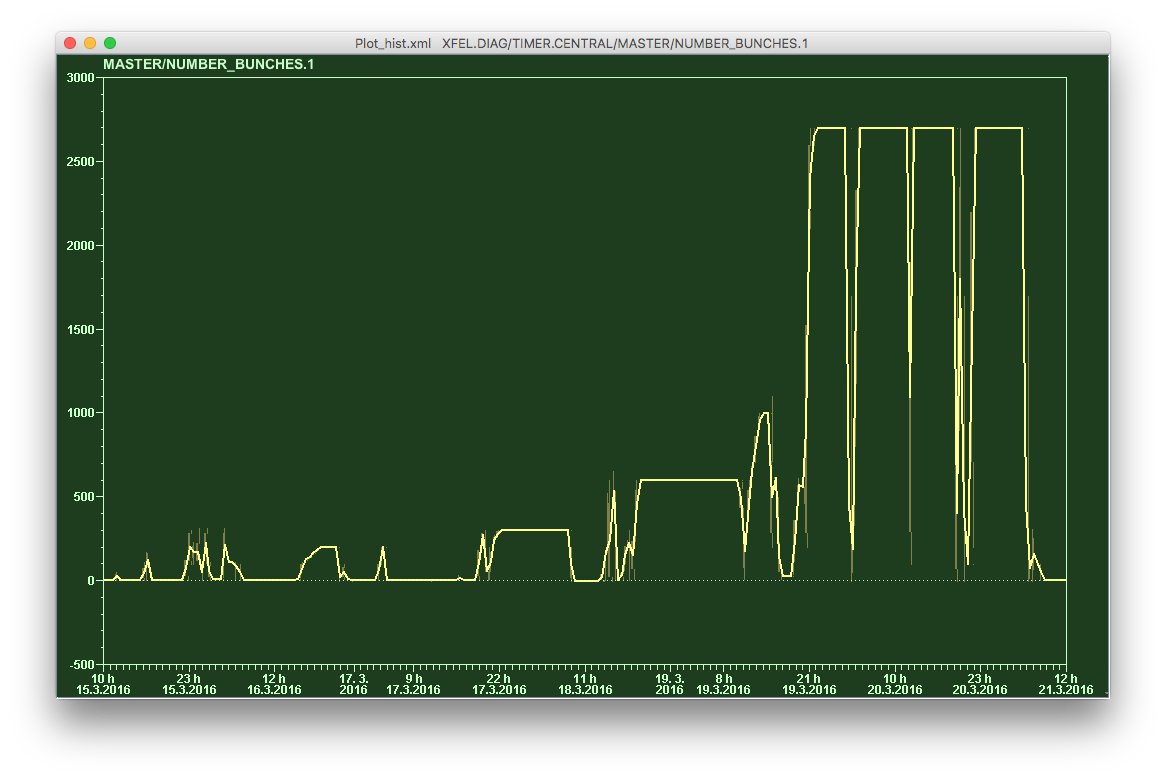 Plot_hist.xml XFEL.DIAG/TIMER.CENTRAL/MASTER/NUMBER_BUNCHES.1
MASTER/NUMBER_BUNCHES.1
3000
2500
2000
1500
1000
500
0
-500
10 h 23 h 12 h 17. 3. 9 h 22 h 11 h 19. 3. 8 h 21 h 10 h 23 h 12 h
15.3.2016 15.3.2016 16.3.2016 2016 17.3.2016 17.3.2016 18.3.2016 2016 19.3.2016 19.3.2016 20.3.2016 20.3.2016 21.3.2016